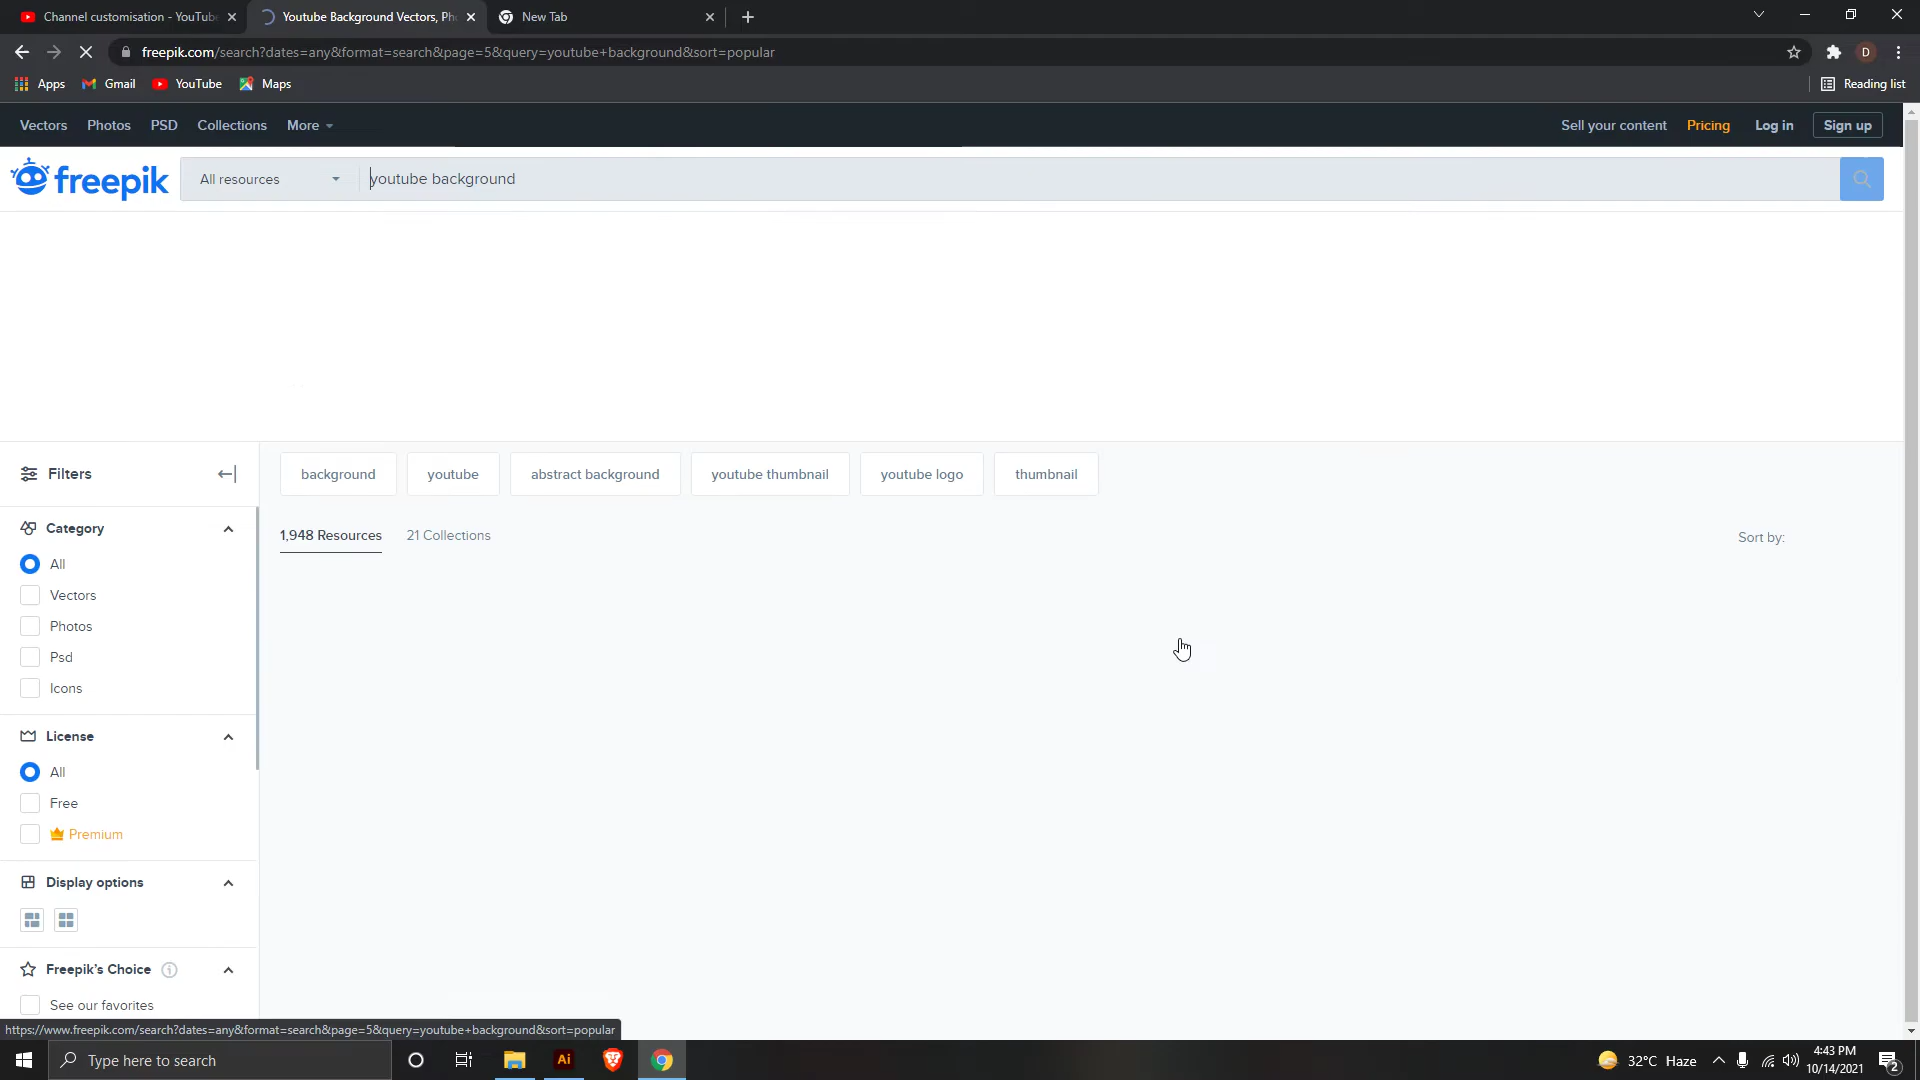 Channel customisation - YouTube
Youtube Background Vectors, Ph
New Tab
freepik.com/search?dates=any&format=search&page=5&query=youtube+background&sort=popular
D
Apps
Gmail
YouTube
Maps
Reading list
Vectors
Photos
PSD
Collections
More
Sell your content
Pricing
Log in
Sign up
freepik
All resources
youtube background
Filters
background
youtube
abstract background
youtube thumbnail
youtube logo
thumbnail
Category
1,948 Resources
21 Collections
Sort by:
All
Vectors
Photos
Psd
Icons
License
All
Free
Premium
Display options
Freepik's Choice
See our favorites
https://www.freepik.com/search?dates=any&format=search&page=5&query=youtube+background&sort=popular
Type here to search
Ai
32°C Haze
4:43 PM
10/14/2021
2